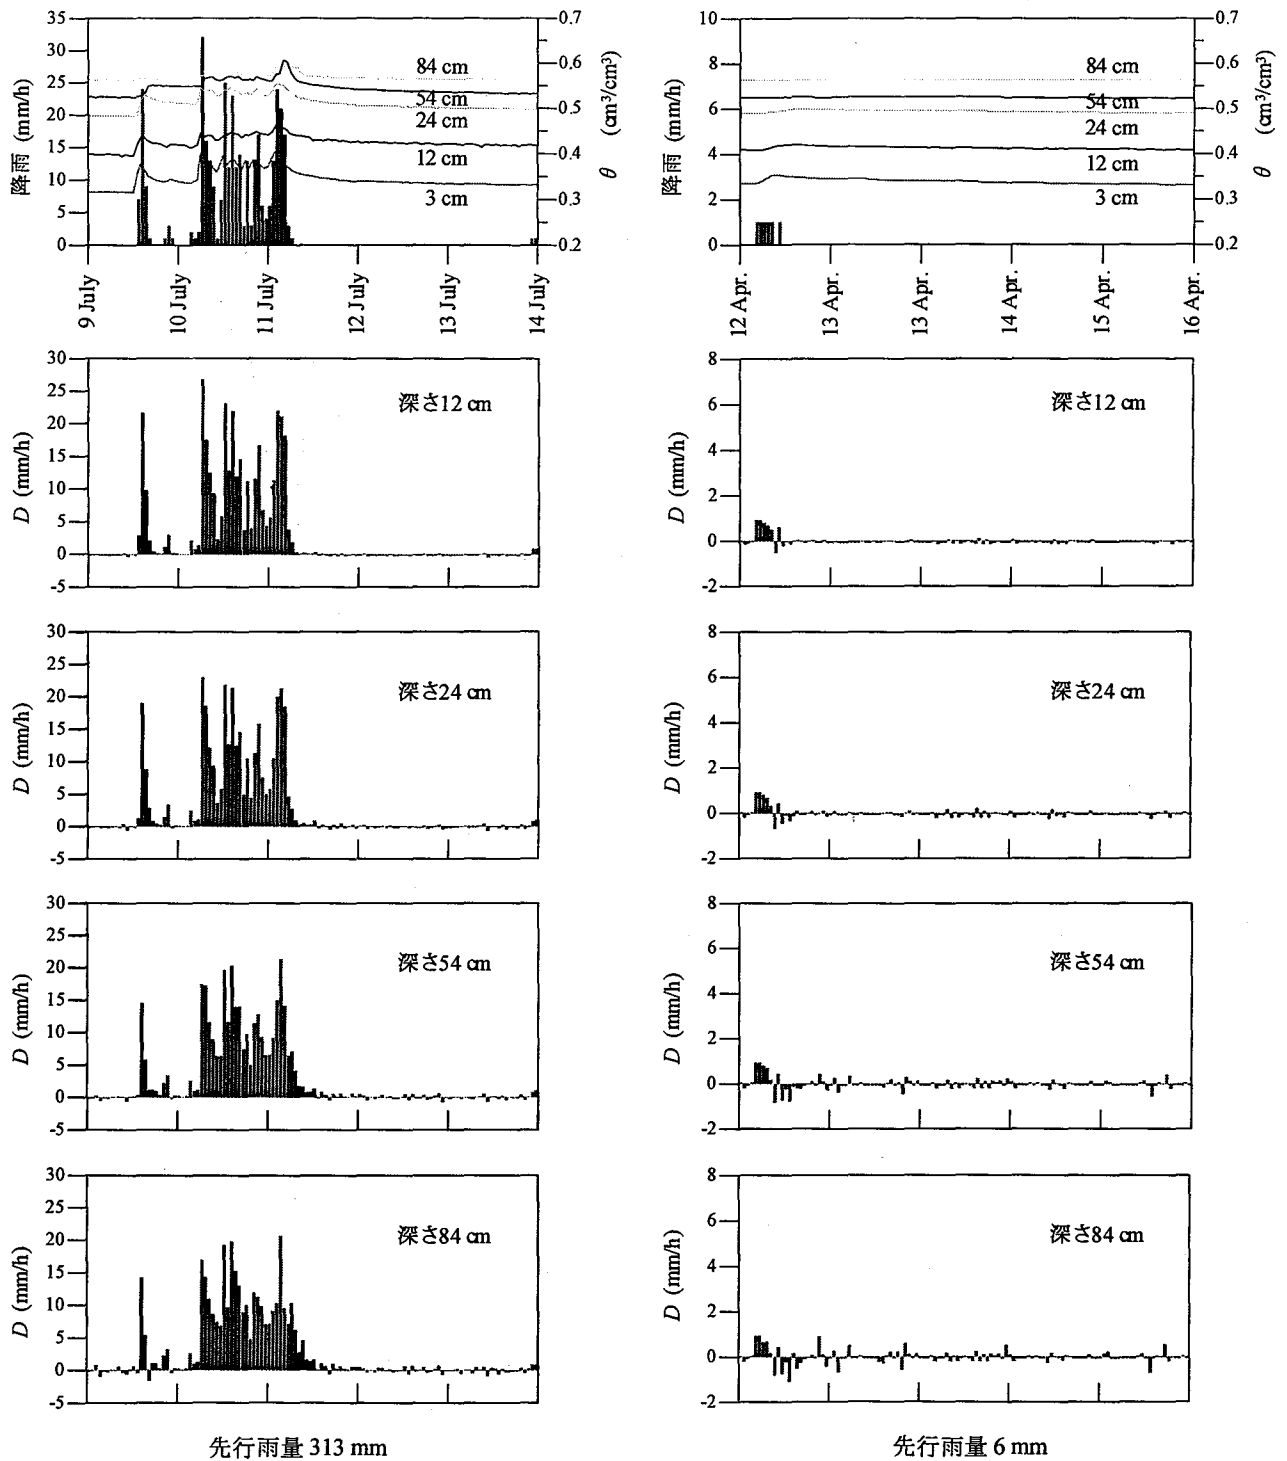 35
30
25
20
15
10
5
0
降雨 (mm/h)
84 cm
54 cm
24 cm
12 cm
3 cm
0.7
0.6
0.5
0.4
0.3
0.2
θ (cm³/cm³)
9 July
10 July
11 July
12 July
13 July
14 July
10
8
6
4
2
0
降雨 (mm/h)
84 cm
54 cm
24 cm
12 cm
3 cm
0.7
0.6
0.5
0.4
0.3
0.2
θ (cm³/cm³)
12 Apr.
13 Apr.
13 Apr.
14 Apr.
15 Apr.
16 Apr.
30
25
20
15
10
5
0
-5
D (mm/h)
深さ12 cm
8
6
4
2
0
-2
D (mm/h)
深さ12 cm
30
25
20
15
10
5
0
-5
D (mm/h)
深さ24 cm
8
6
4
2
0
-2
D (mm/h)
深さ24 cm
30
25
20
15
10
5
0
-5
D (mm/h)
深さ54 cm
8
6
4
2
0
-2
D (mm/h)
深さ54 cm
30
25
20
15
10
5
0
-5
D (mm/h)
深さ84 cm
8
6
4
2
0
-2
D (mm/h)
深さ84 cm
先行雨量 313 mm
先行雨量 6 mm